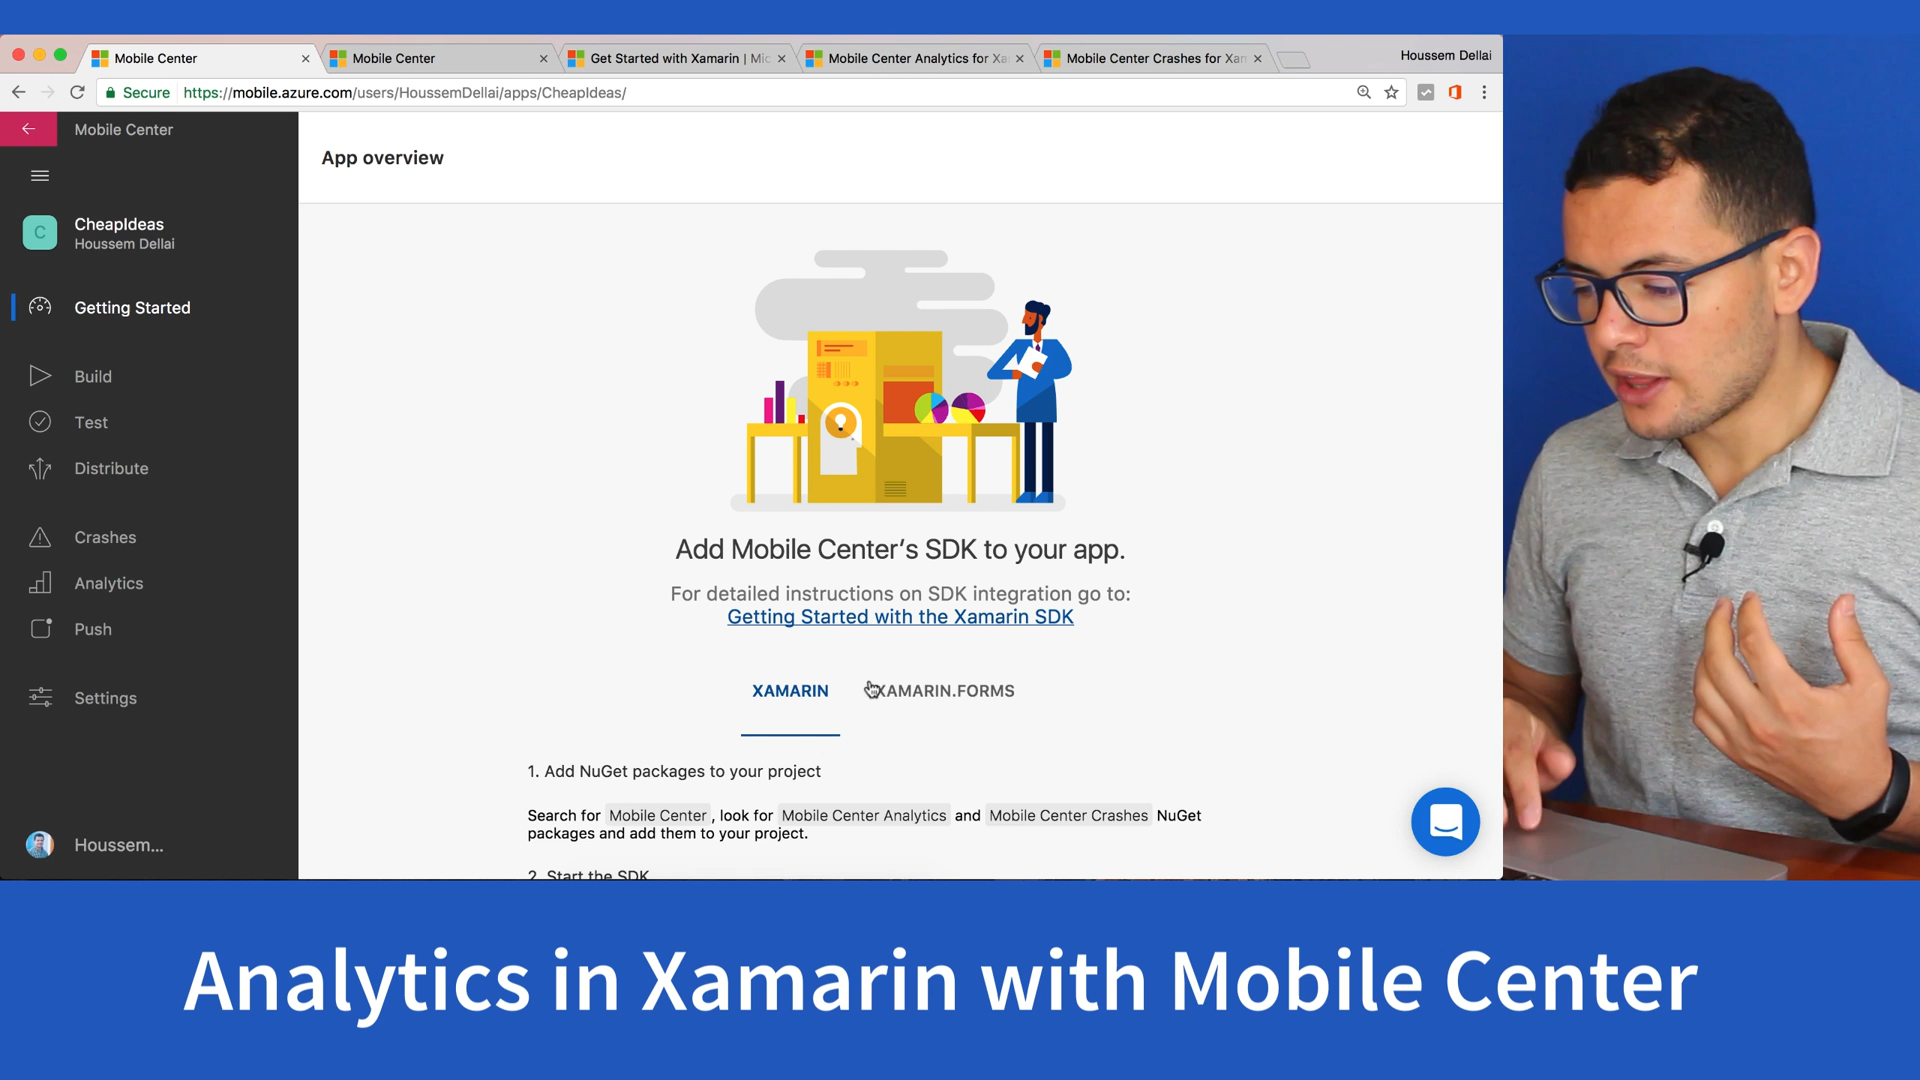 Mobile Center
Mobile Center
Get Started with Xamarin | Mic
Mobile Center Analytics for Xa
Mobile Center Crashes for Xam
Houssem Dellai
Secure
https://mobile.azure.com/users/HoussemDellai/apps/CheapIdeas/
Mobile Center
App overview
C
CheapIdeas
Houssem Dellai
Getting Started
Build
Test
Distribute
Crashes
Analytics
Push
Settings
Houssem...
Add Mobile Center's SDK to your app.
For detailed instructions on SDK integration go to:
Getting Started with the Xamarin SDK
XAMARIN
XAMARIN.FORMS
1. Add NuGet packages to your project
Search for Mobile Center , look for Mobile Center Analytics and Mobile Center Crashes NuGet
packages and add them to your project.
2. Start the SDK
Analytics in Xamarin with Mobile Center